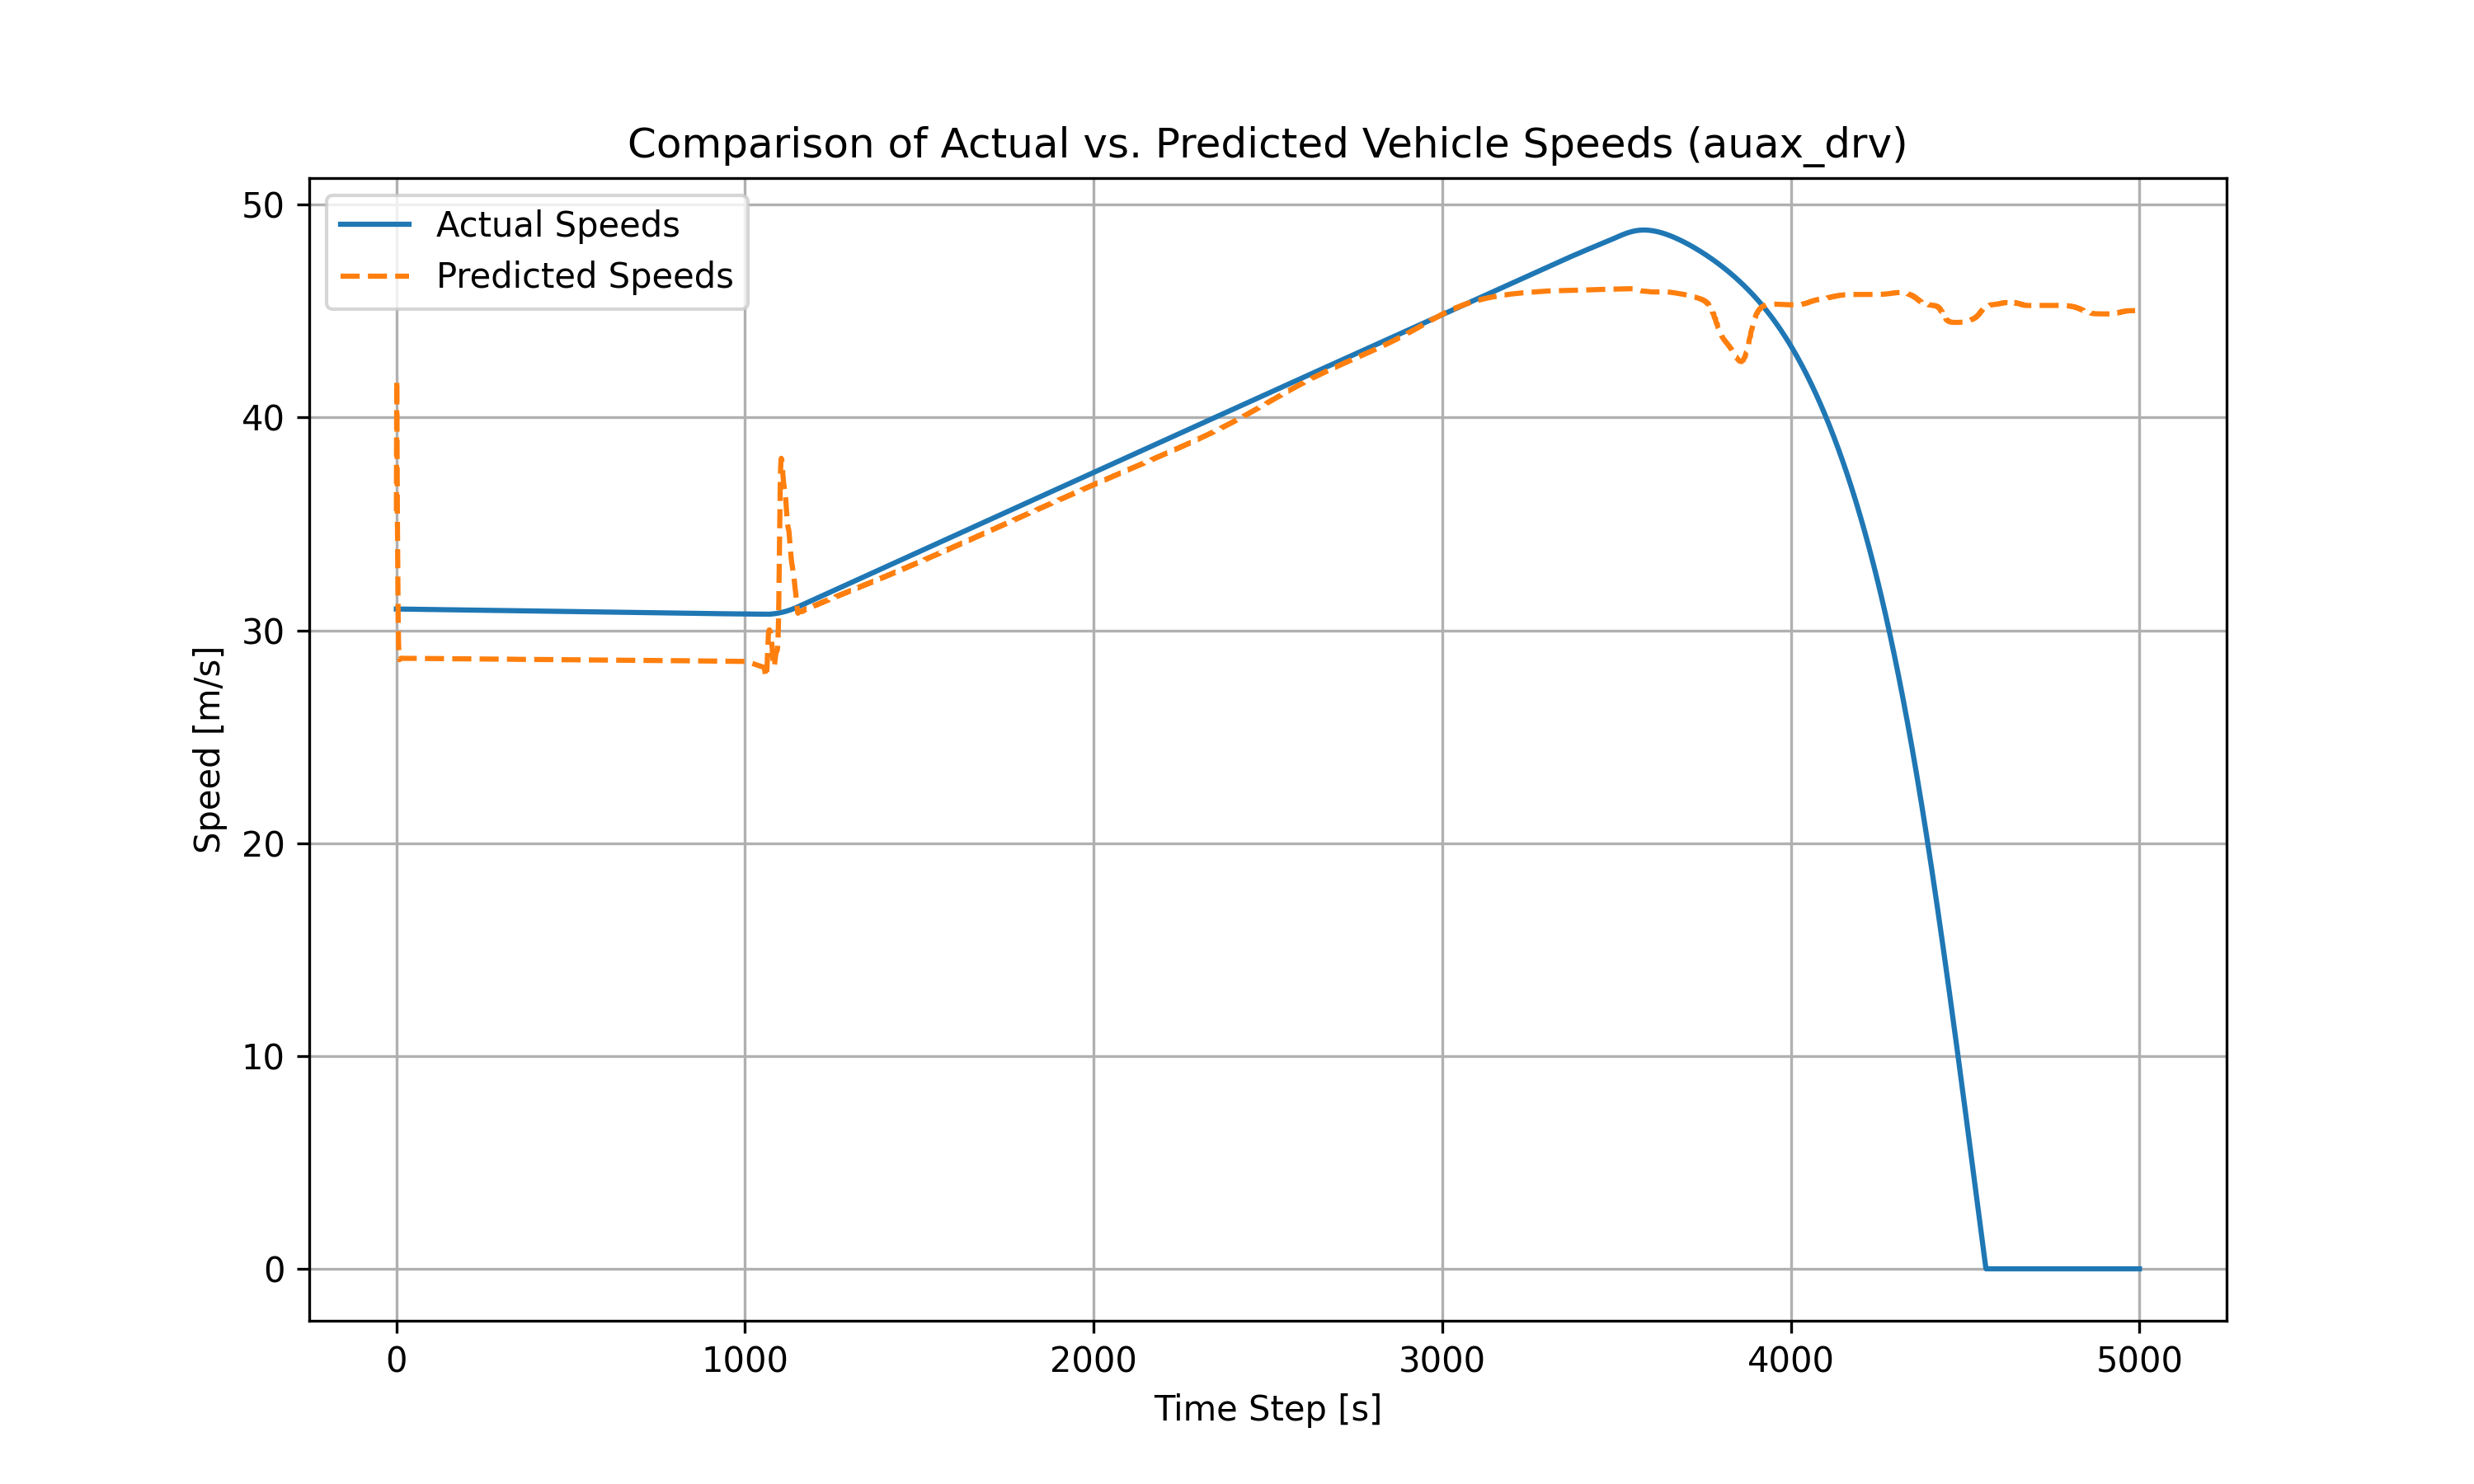 Comparison of Actual vs. Predicted Vehicle Speeds (auax_drv)
Actual Speeds
Predicted Speeds
50
40
30
20
10
0
Speed [m/s]
0 1000 2000 3000 4000 5000
Time Step [s]